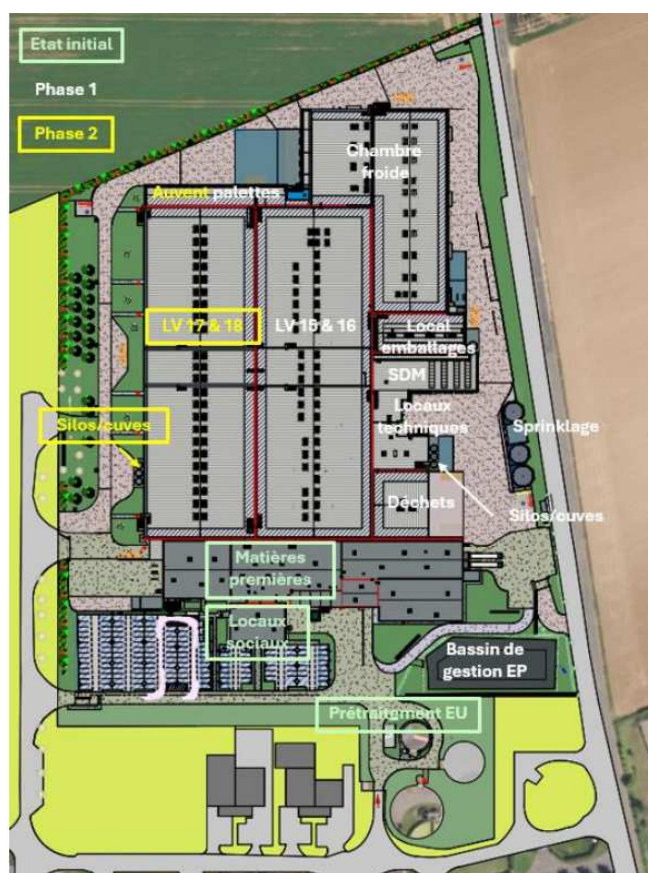 Etat initial
Phase 1
Phase 2
Chambre
froide
Auvent palettes
LV 17 & 18
LV 15 & 16
Local
emballages
SDM
Locaux
techniques
Silos/cuves
Sprinklage
Déchets
Silos/cuves
Matières
premières
Locaux
sociaux
Bassin de
gestion EP
Prétraitement EU